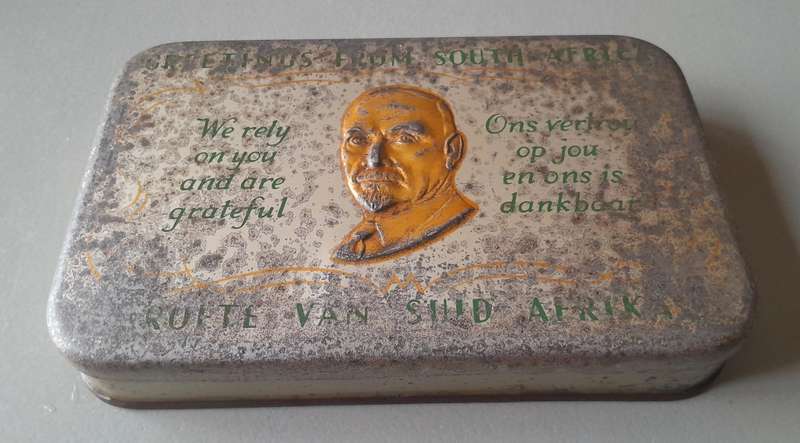 GREETINGS FROM SOUTH AFRICA
We rely
on you
and are
grateful
Ons vertrou
op jou
en ons is
dankbaar
GROETE VAN SUID AFRIKA